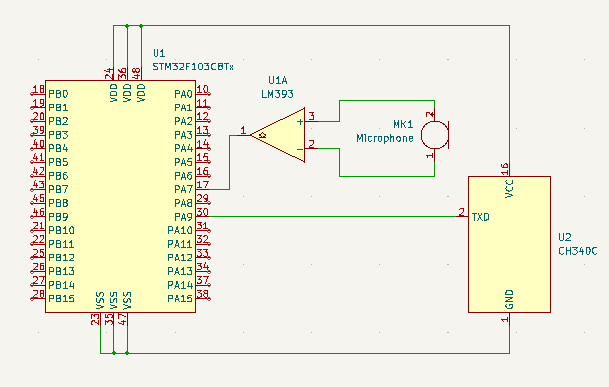 U1
STM32F103CBTx
24 VDD
36 VDD
48 VDD
18 PB0 PA0 10
19 PB1 PA1 11
20 PB2 PA2 12
39 PB3 PA3 13
40 PB4 PA4 14
41 PB5 PA5 15
42 PB6 PA6 16
43 PB7 PA7 17
45 PB8 PA8 29
46 PB9 PA9 30
21 PB10 PA10 31
22 PB11 PA11 32
25 PB12 PA12 33
26 PB13 PA13 34
27 PB14 PA14 37
28 PB15 PA15 38
23 VSS
35 VSS
47 VSS
U1A
LM393
1
3 +
2 -
MK1
Microphone
2
1
16
VCC
2 TXD
U2
CH340C
GND
1